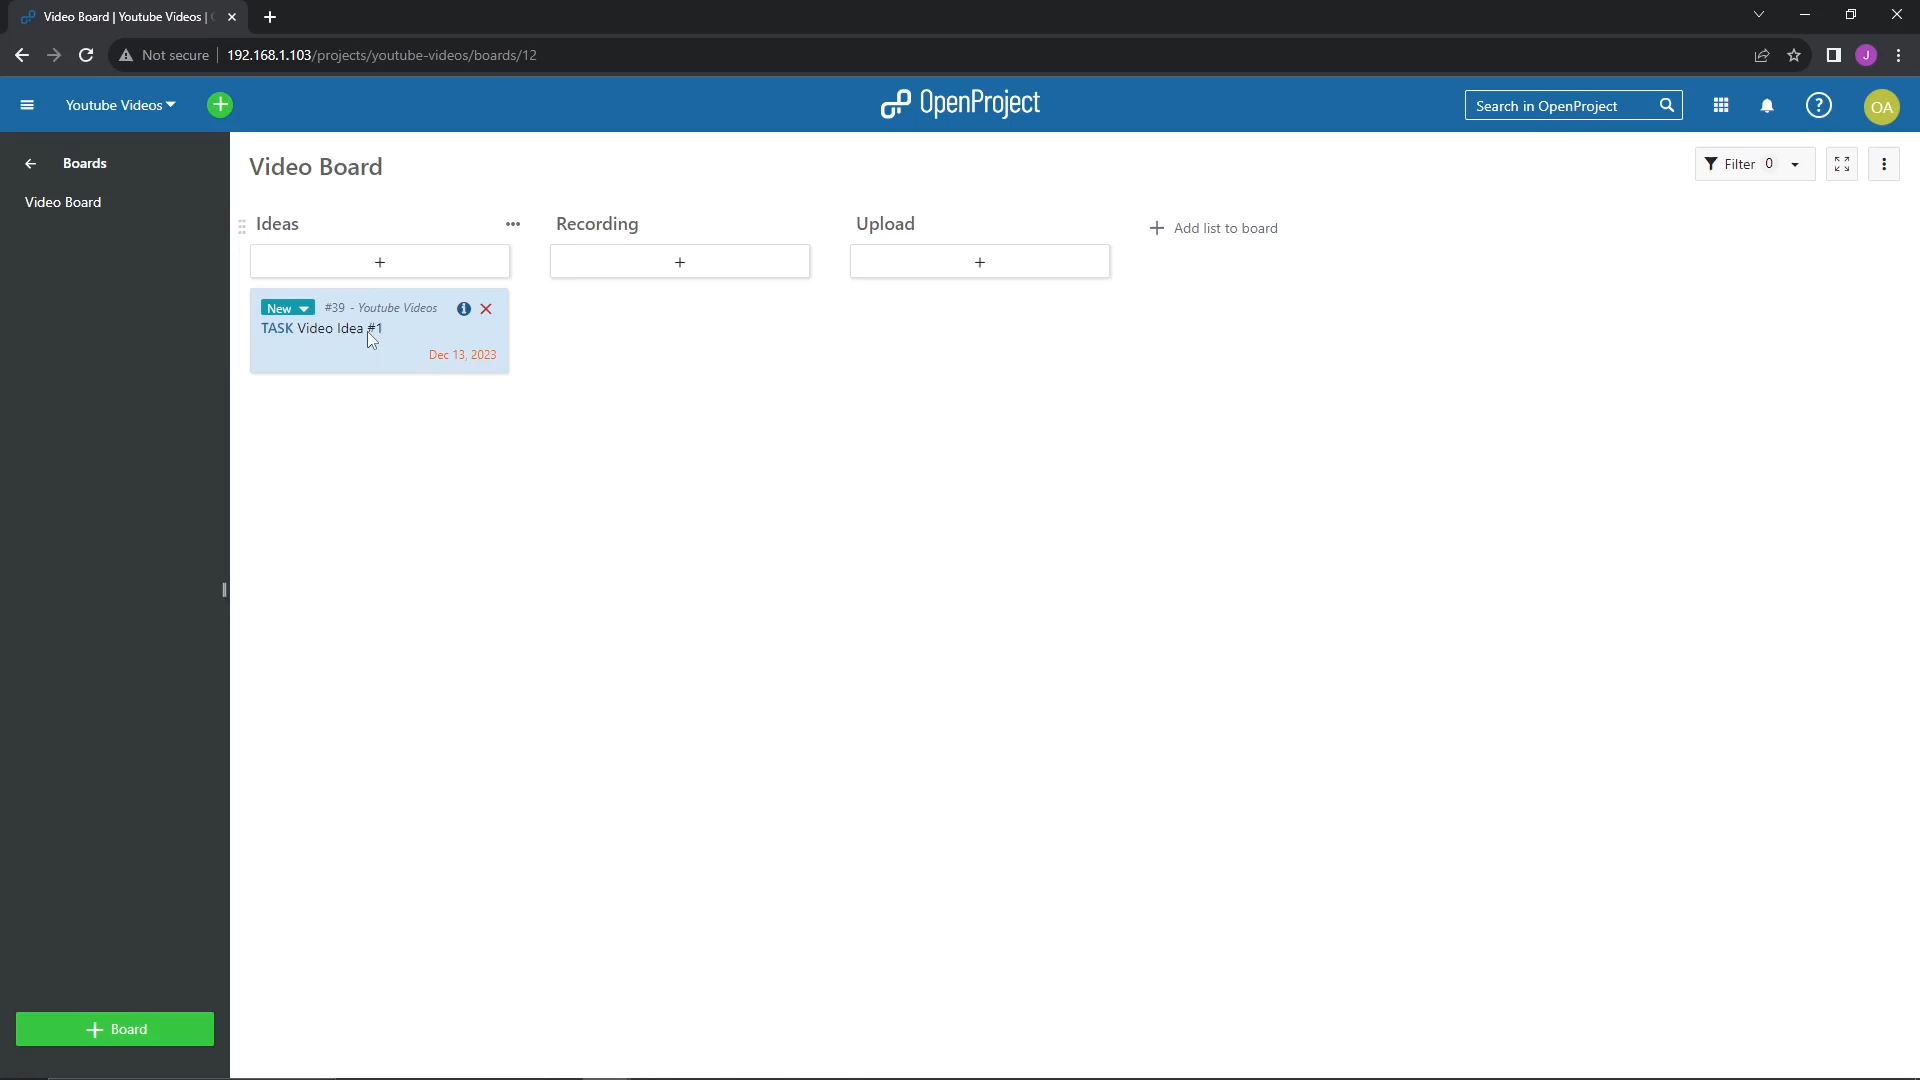 Video Board | Youtube Videos |
Not secure 192.168.1.103/projects/youtube-videos/boards/12
J
Youtube Videos
OpenProject
Search in OpenProject
?
OA
Boards
Video Board
Video Board
Filter 0
Ideas
Recording
Upload
+ Add list to board
+
+
+
New #39 - Youtube Videos
TASK Video Idea #1
Dec 13, 2023
+ Board